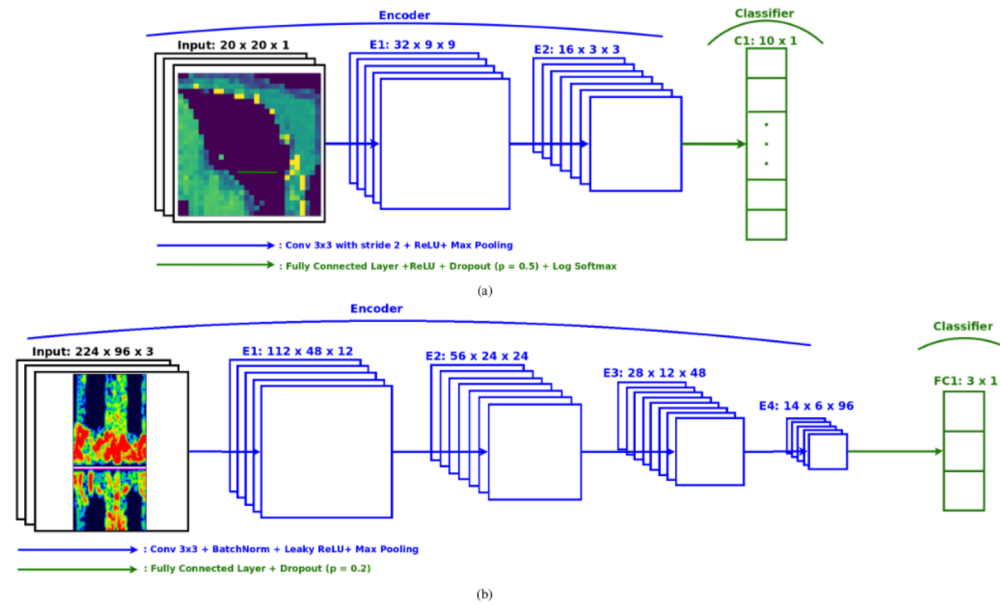 Encoder
Classifier
Input: 20 x 20 x 1
E1: 32 x 9 x 9
E2: 16 x 3 x 3
C1: 10 x 1
: Conv 3x3 with stride 2 + ReLU+ Max Pooling
: Fully Connected Layer +ReLU + Dropout (p = 0.5) + Log Softmax
(a)
Encoder
Classifier
Input: 224 x 96 x 3
E1: 112 x 48 x 12
E2: 56 x 24 x 24
E3: 28 x 12 x 48
E4: 14 x 6 x 96
FC1: 3 x 1
: Conv 3x3 + BatchNorm + Leaky ReLU+ Max Pooling
: Fully Connected Layer + Dropout (p = 0.2)
(b)